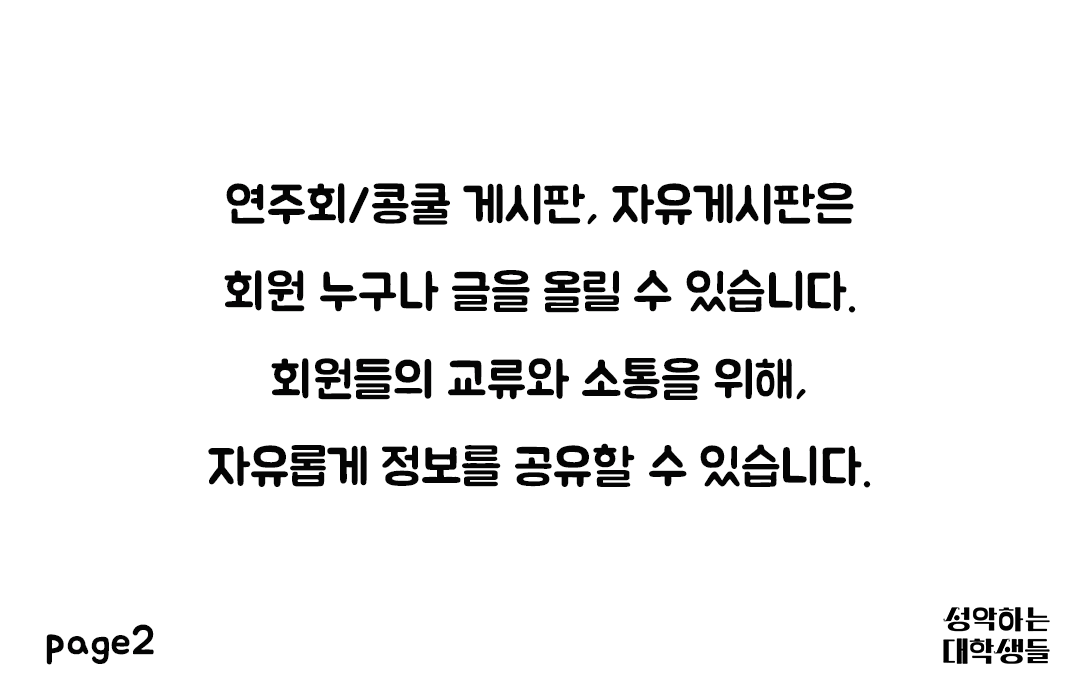 연주회/콩쿨 게시판, 자유게시판은
회원 누구나 글을 올릴 수 있습니다.
회원들의 교류와 소통을 위해,
자유롭게 정보를 공유할 수 있습니다.
page2
성악하는
대학생들